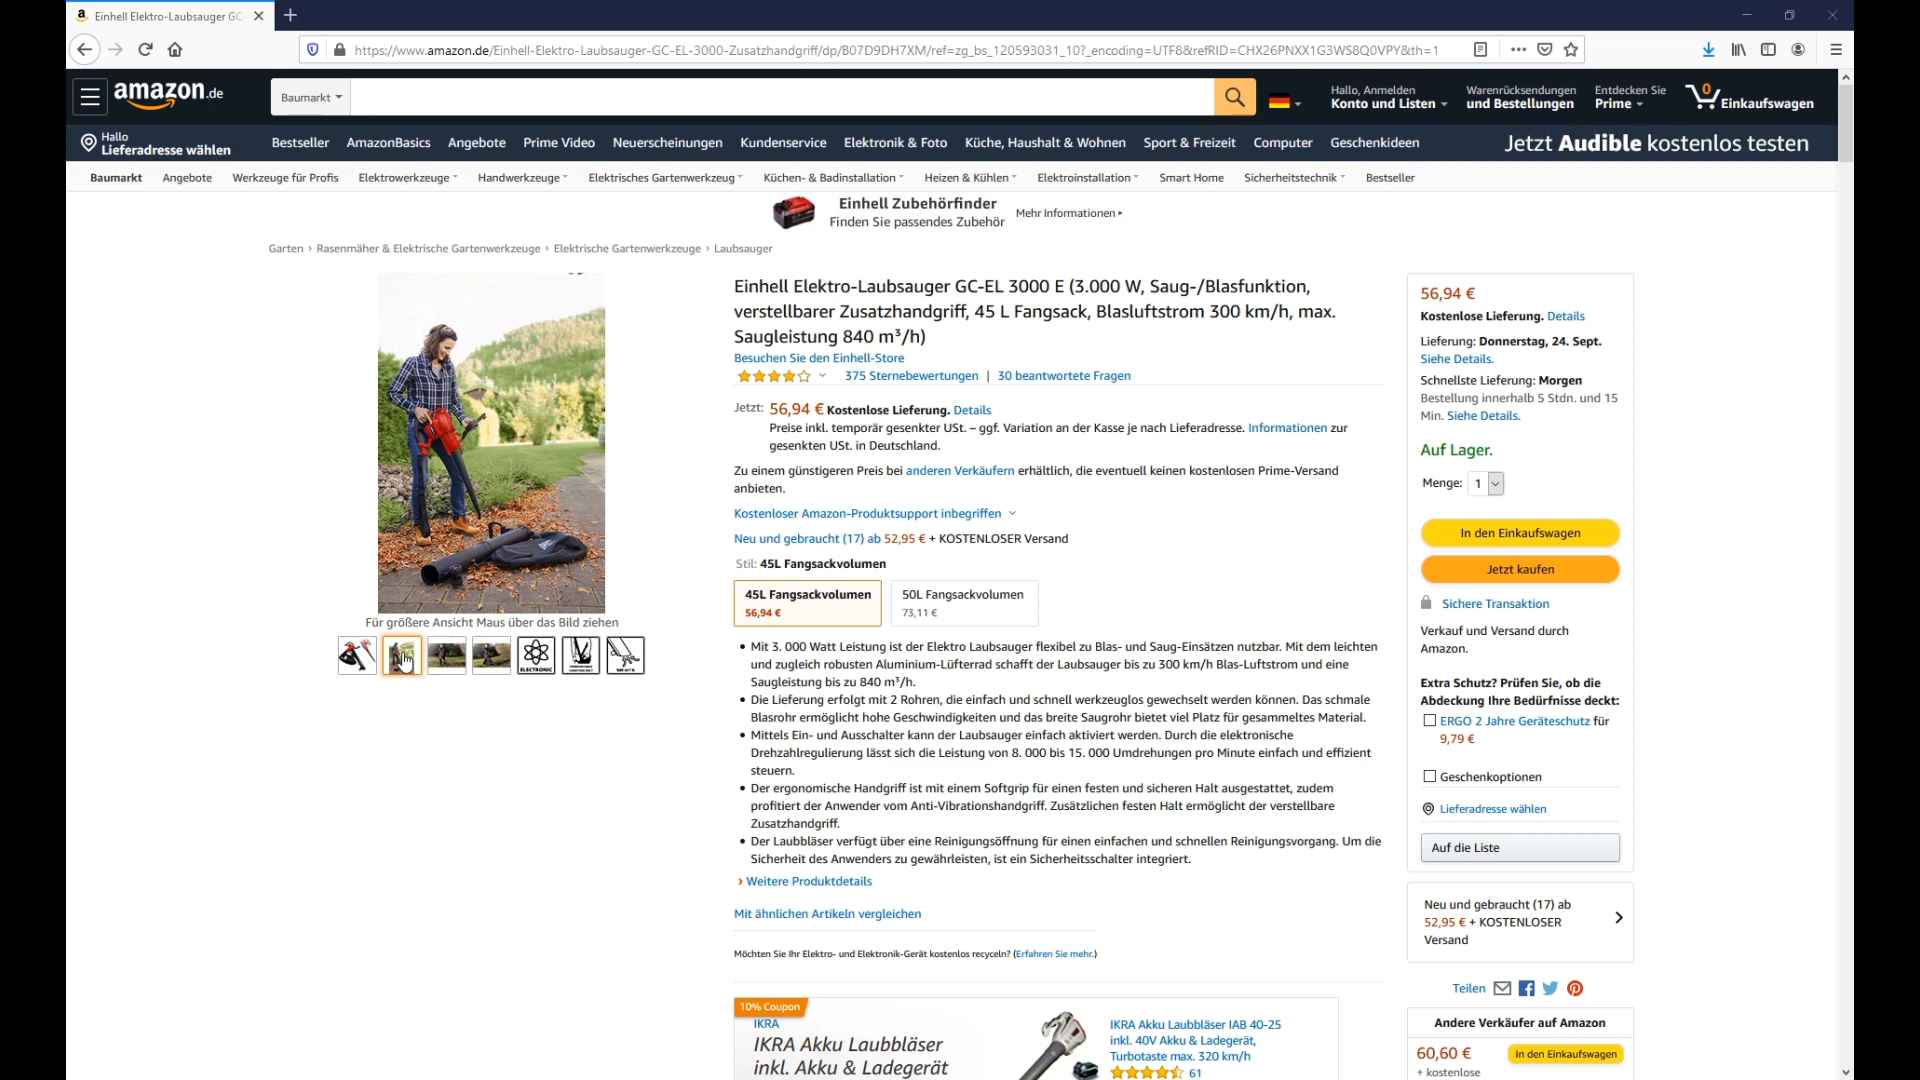 Einhell Elektro-Laubsauger GC-
https://www.amazon.de/Einhell-Elektro-Laubsauger-GC-EL-3000-Zusatzhandgriff/dp/B07D9DH7XM/ref=zg_bs_120593031_10?_encoding=UTF8&refRID=CHX26PNXX1G3WS8Q0VPY&th=1
amazon.de
Baumarkt
Hallo, Anmelden
Konto und Listen
Warenrücksendungen
und Bestellungen
Entdecken Sie
Prime
0
Einkaufswagen
Hallo
Lieferadresse wählen
Bestseller AmazonBasics Angebote Prime Video Neuerscheinungen Kundenservice Elektronik & Foto Küche, Haushalt & Wohnen Sport & Freizeit Computer Geschenkideen
Jetzt Audible kostenlos testen
Baumarkt Angebote Werkzeuge für Profis Elektrowerkzeuge Handwerkzeuge Elektrisches Gartenwerkzeug Küchen- & Badinstallation Heizen & Kühlen Elektroinstallation Smart Home Sicherheitstechnik Bestseller
Einhell Zubehörfinder
Finden Sie passendes Zubehör
Mehr Informationen ▸
Garten › Rasenmäher & Elektrische Gartenwerkzeuge › Elektrische Gartenwerkzeuge › Laubsauger
Für größere Ansicht Maus über das Bild ziehen
ELECTRONIC
Einhell Elektro-Laubsauger GC-EL 3000 E (3.000 W, Saug-/Blasfunktion,
verstellbarer Zusatzhandgriff, 45 L Fangsack, Blasluftstrom 300 km/h, max.
Saugleistung 840 m³/h)
Besuchen Sie den Einhell-Store
375 Sternebewertungen | 30 beantwortete Fragen
Jetzt: 56,94 € Kostenlose Lieferung. Details
Preise inkl. temporär gesenkter USt. – ggf. Variation an der Kasse je nach Lieferadresse. Informationen zur
gesenkten USt. in Deutschland.
Zu einem günstigeren Preis bei anderen Verkäufern erhältlich, die eventuell keinen kostenlosen Prime-Versand
anbieten.
Kostenloser Amazon-Produktsupport inbegriffen
Neu und gebraucht (17) ab 52,95 € + KOSTENLOSER Versand
Stil: 45L Fangsackvolumen
45L Fangsackvolumen
56,94 €
50L Fangsackvolumen
73,11 €
• Mit 3. 000 Watt Leistung ist der Elektro Laubsauger flexibel zu Blas- und Saug-Einsätzen nutzbar. Mit dem leichten
und zugleich robusten Aluminium-Lüfterrad schafft der Laubsauger bis zu 300 km/h Blas-Luftstrom und eine
Saugleistung bis zu 840 m³/h.
• Die Lieferung erfolgt mit 2 Rohren, die einfach und schnell werkzeuglos gewechselt werden können. Das schmale
Blasrohr ermöglicht hohe Geschwindigkeiten und das breite Saugrohr bietet viel Platz für gesammeltes Material.
• Mittels Ein- und Ausschalter kann der Laubsauger einfach aktiviert werden. Durch die elektronische
Drehzahlregulierung lässt sich die Leistung von 8. 000 bis 15. 000 Umdrehungen pro Minute einfach und effizient
steuern.
• Der ergonomische Handgriff ist mit einem Softgrip für einen festen und sicheren Halt ausgestattet, zudem
profitiert der Anwender vom Anti-Vibrationshandgriff. Zusätzlichen festen Halt ermöglicht der verstellbare
Zusatzhandgriff.
• Der Laubbläser verfügt über eine Reinigungsöffnung für einen einfachen und schnellen Reinigungsvorgang. Um die
Sicherheit des Anwenders zu gewährleisten, ist ein Sicherheitsschalter integriert.
› Weitere Produktdetails
Mit ähnlichen Artikeln vergleichen
Möchten Sie Ihr Elektro- und Elektronik-Gerät kostenlos recyceln? (Erfahren Sie mehr.)
10% Coupon
IKRA
IKRA Akku Laubbläser
inkl. Akku & Ladegerät
IKRA Akku Laubbläser IAB 40-25
inkl. 40V Akku & Ladegerät,
Turbotaste max. 320 km/h
61
56,94 €
Kostenlose Lieferung. Details
Lieferung: Donnerstag, 24. Sept.
Siehe Details.
Schnellste Lieferung: Morgen
Bestellung innerhalb 5 Stdn. und 15
Min. Siehe Details.
Auf Lager.
Menge: 1
In den Einkaufswagen
Jetzt kaufen
Sichere Transaktion
Verkauf und Versand durch
Amazon.
Extra Schutz? Prüfen Sie, ob die
Abdeckung Ihre Bedürfnisse deckt:
ERGO 2 Jahre Geräteschutz für
9,79 €
Geschenkoptionen
Lieferadresse wählen
Auf die Liste
Neu und gebraucht (17) ab
52,95 € + KOSTENLOSER
Versand
Teilen
Andere Verkäufer auf Amazon
60,60 €
In den Einkaufswagen
+ kostenlose